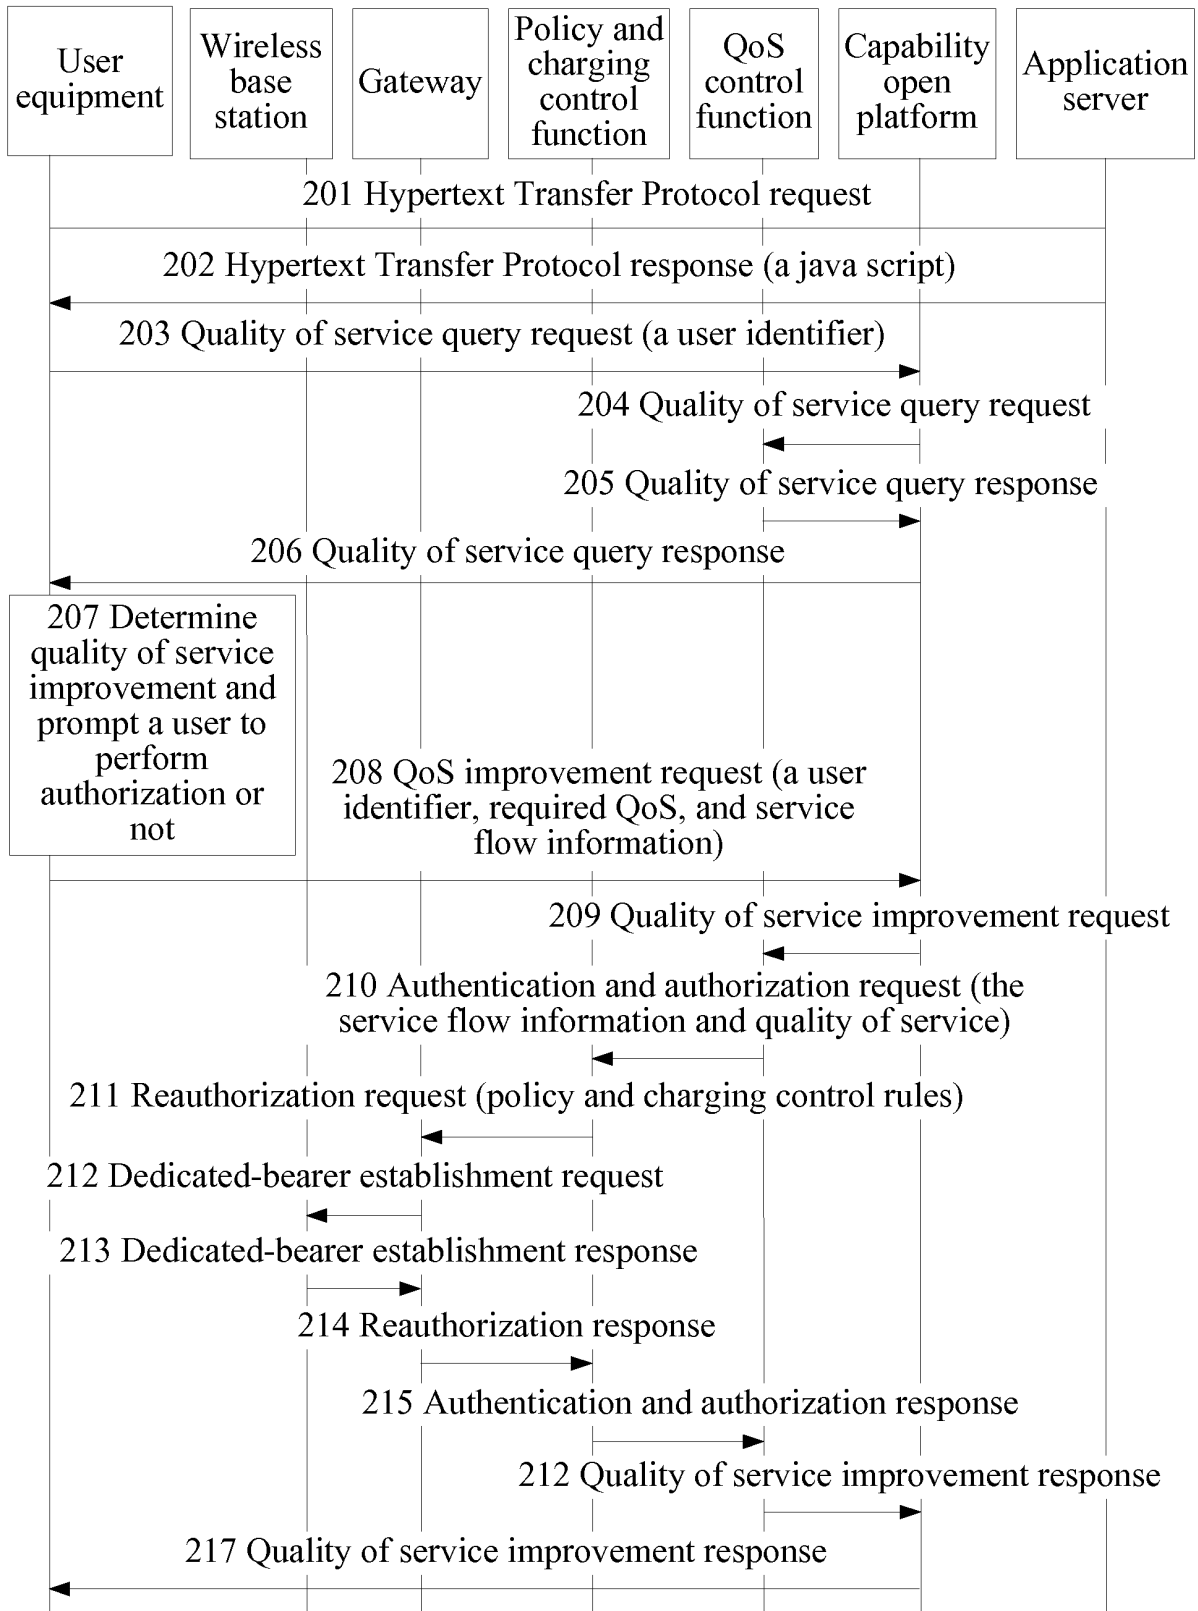 User
equipment
Wireless
base
station
Gateway
Policy and
charging
control
function
QoS
control
function
Capability
open
platform
Application
server
201 Hypertext Transfer Protocol request
202 Hypertext Transfer Protocol response (a java script)
203 Quality of service query request (a user identifier)
204 Quality of service query request
205 Quality of service query response
206 Quality of service query response
207 Determine
quality of service
improvement and
prompt a user to
perform
authorization or
not
208 QoS improvement request (a user
identifier, required QoS, and service
flow information)
209 Quality of service improvement request
210 Authentication and authorization request (the
service flow information and quality of service)
211 Reauthorization request (policy and charging control rules)
212 Dedicated-bearer establishment request
213 Dedicated-bearer establishment response
214 Reauthorization response
215 Authentication and authorization response
212 Quality of service improvement response
217 Quality of service improvement response